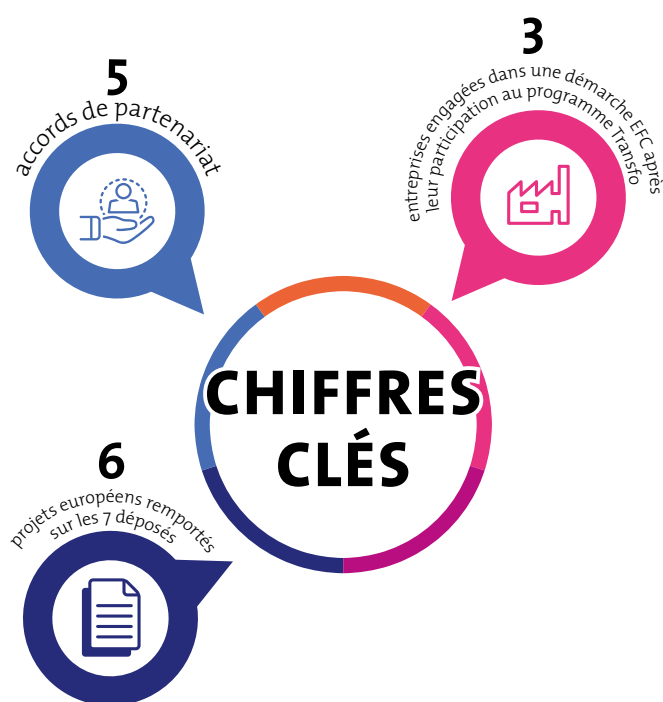 3
entreprises engagées dans une démarche EFC après
leur participation au programme Transfo
5
accords de partenariat
CHIFFRES
CLÉS
6
projets européens remportés
sur les 7 déposés